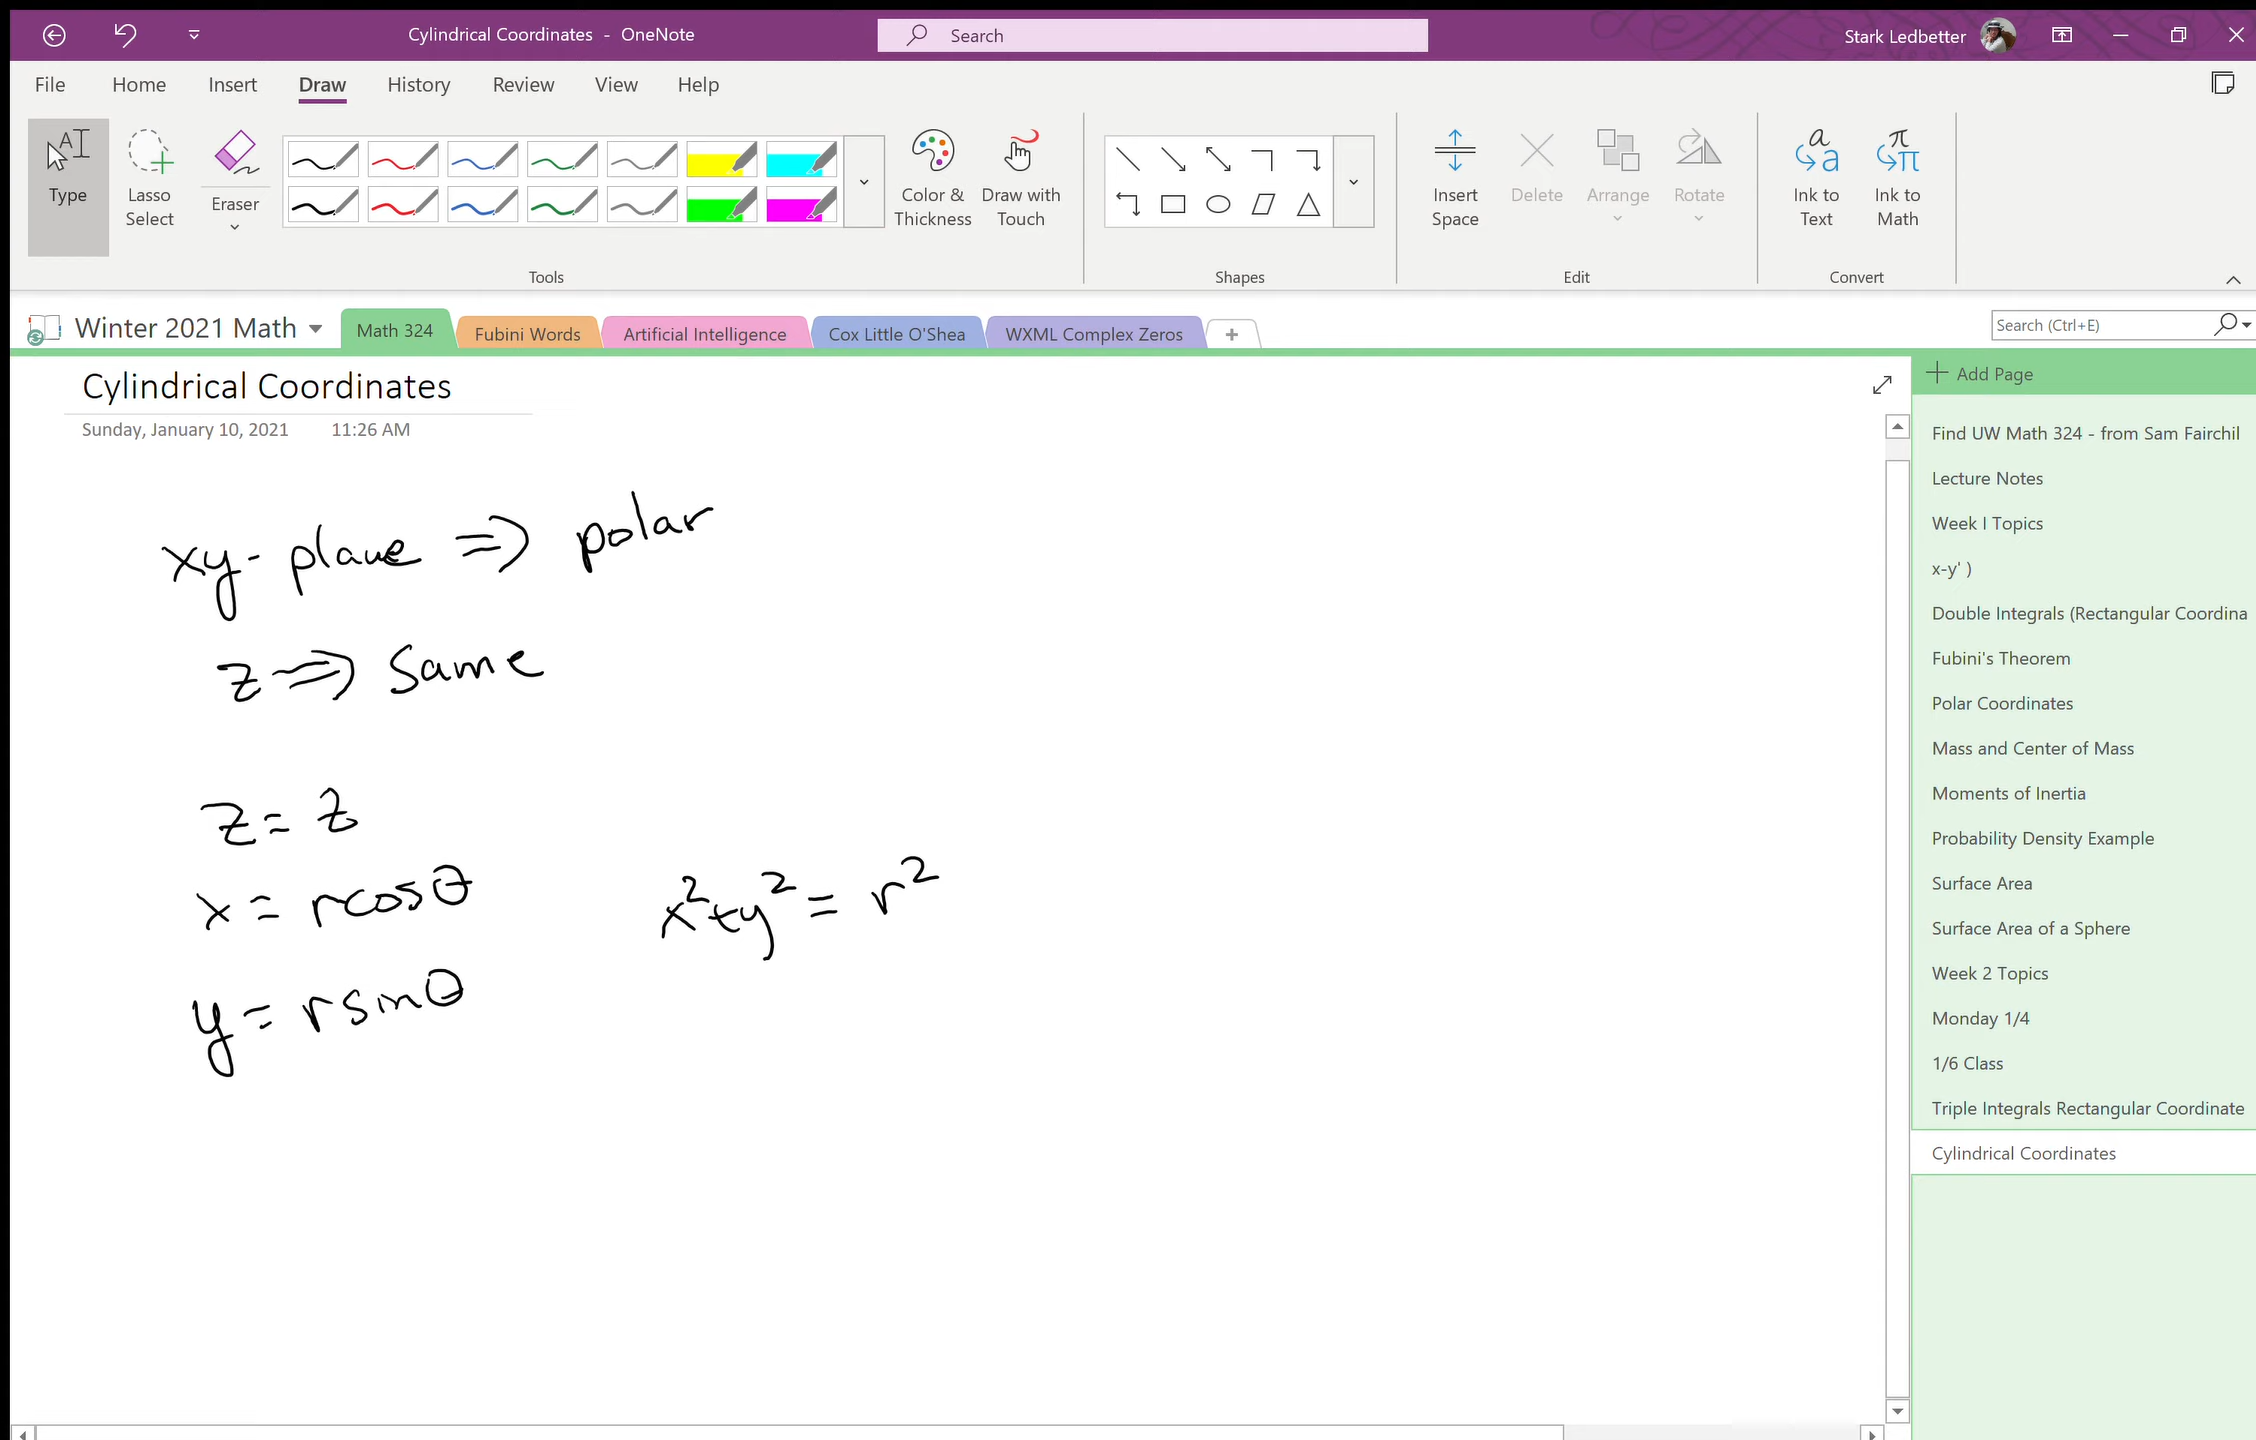 Cylindrical Coordinates - OneNote
Search
Stark Ledbetter
File Home Insert Draw History Review View Help
Type
Lasso Select
Eraser
Color & Thickness
Draw with Touch
Insert Space
Delete
Arrange
Rotate
Ink to Text
Ink to Math
Tools
Shapes
Edit
Convert
Winter 2021 Math
Math 324
Fubini Words
Artificial Intelligence
Cox Little O'Shea
WXML Complex Zeros
Search (Ctrl+E)
Cylindrical Coordinates
Sunday, January 10, 2021 11:26 AM
xy-plane ⇒ polar
z ⇒ same
z = z
x = rcosθ
x²+y² = r²
y = rsinθ
Add Page
Find UW Math 324 - from Sam Fairchil
Lecture Notes
Week I Topics
x-y' )
Double Integrals (Rectangular Coordina
Fubini's Theorem
Polar Coordinates
Mass and Center of Mass
Moments of Inertia
Probability Density Example
Surface Area
Surface Area of a Sphere
Week 2 Topics
Monday 1/4
1/6 Class
Triple Integrals Rectangular Coordinate
Cylindrical Coordinates